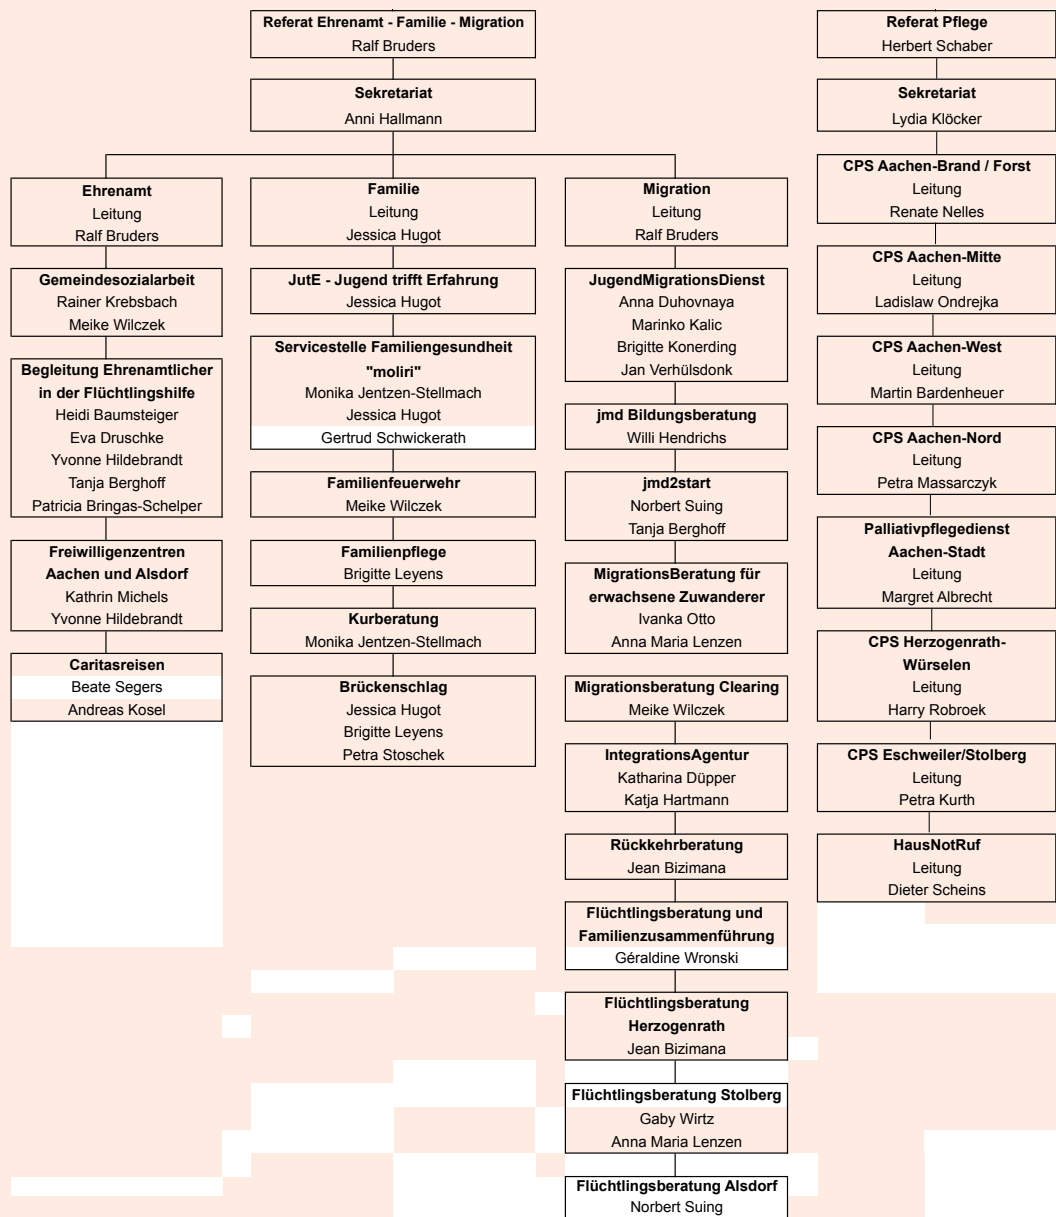 Referat Ehrenamt - Familie - Migration
Ralf Bruders
Sekretariat
Anni Hallmann
Ehrenamt
Leitung
Ralf Bruders
Gemeindesozialarbeit
Rainer Krebsbach
Meike Wilczek
Begleitung Ehrenamtlicher
in der Flüchtlingshilfe
Heidi Baumsteiger
Eva Druschke
Yvonne Hildebrandt
Tanja Berghoff
Patricia Bringas-Schelper
Freiwilligenzentren
Aachen und Alsdorf
Kathrin Michels
Yvonne Hildebrandt
Caritasreisen
Beate Segers
Andreas Kosel
Familie
Leitung
Jessica Hugot
JutE - Jugend trifft Erfahrung
Jessica Hugot
Servicestelle Familiengesundheit
"moliri"
Monika Jentzen-Stellmach
Jessica Hugot
Gertrud Schwickerath
Familienfeuerwehr
Meike Wilczek
Familienpflege
Brigitte Leyens
Kurberatung
Monika Jentzen-Stellmach
Brückenschlag
Jessica Hugot
Brigitte Leyens
Petra Stoschek
Migration
Leitung
Ralf Bruders
JugendMigrationsDienst
Anna Duhovnaya
Marinko Kalic
Brigitte Konerding
Jan Verhülsdonk
jmd Bildungsberatung
Willi Hendrichs
jmd2start
Norbert Suing
Tanja Berghoff
MigrationsBeratung für
erwachsene Zuwanderer
Ivanka Otto
Anna Maria Lenzen
Migrationsberatung Clearing
Meike Wilczek
IntegrationsAgentur
Katharina Düpper
Katja Hartmann
Rückkehrberatung
Jean Bizimana
Flüchtlingsberatung und
Familienzusammenführung
Géraldine Wronski
Flüchtlingsberatung
Herzogenrath
Jean Bizimana
Flüchtlingsberatung Stolberg
Gaby Wirtz
Anna Maria Lenzen
Flüchtlingsberatung Alsdorf
Norbert Suing
Referat Pflege
Herbert Schaber
Sekretariat
Lydia Klöcker
CPS Aachen-Brand / Forst
Leitung
Renate Nelles
CPS Aachen-Mitte
Leitung
Ladislaw Ondrejka
CPS Aachen-West
Leitung
Martin Bardenheuer
CPS Aachen-Nord
Leitung
Petra Massarczyk
Palliativpflegedienst
Aachen-Stadt
Leitung
Margret Albrecht
CPS Herzogenrath-
Würselen
Leitung
Harry Robroek
CPS Eschweiler/Stolberg
Leitung
Petra Kurth
HausNotRuf
Leitung
Dieter Scheins